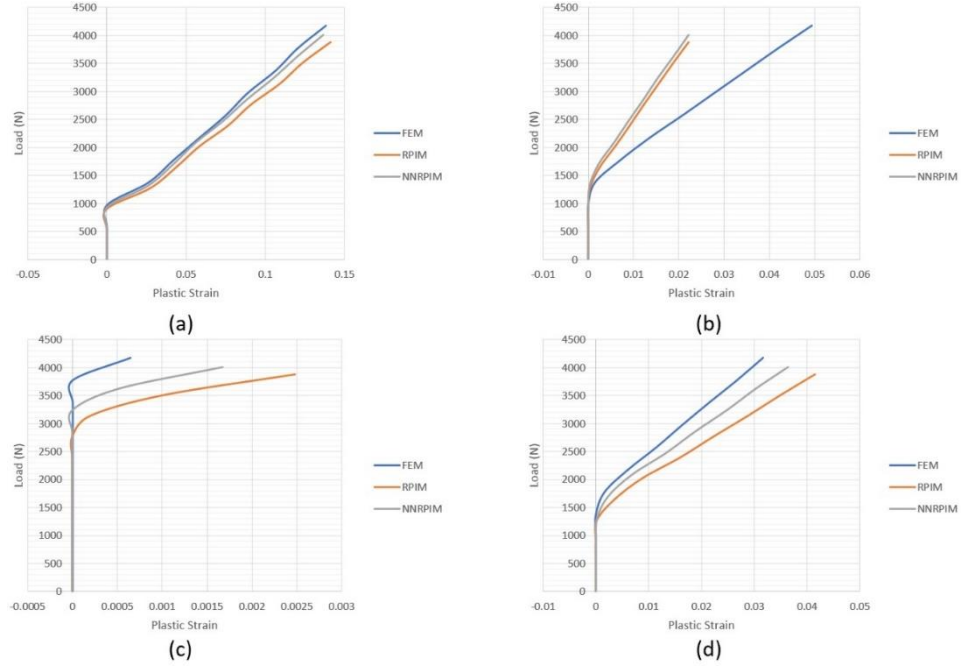 4500
4000
3500
3000
2500
2000
1500
1000
500
0
-0.05 0 0.05 0.1 0.15
Load (N)
Plastic Strain
FEM
RPIM
NNRPIM
(a)
4500
4000
3500
3000
2500
2000
1500
1000
500
0
-0.01 0 0.01 0.02 0.03 0.04 0.05 0.06
Load (N)
Plastic Strain
FEM
RPIM
NNRPIM
(b)
4500
4000
3500
3000
2500
2000
1500
1000
500
0
-0.0005 0 0.0005 0.001 0.0015 0.002 0.0025 0.003
Load (N)
Plastic Strain
FEM
RPIM
NNRPIM
(c)
4500
4000
3500
3000
2500
2000
1500
1000
500
0
-0.01 0 0.01 0.02 0.03 0.04 0.05
Load (N)
Plastic Strain
FEM
RPIM
NNRPIM
(d)